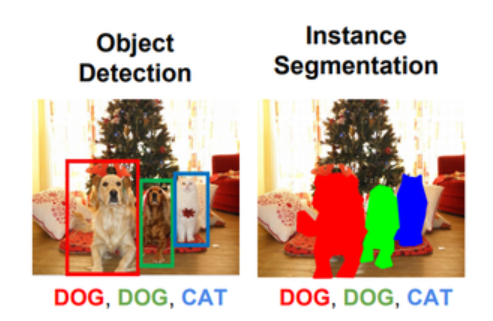 Object
Detection
Instance
Segmentation
DOG, DOG, CAT
DOG, DOG, CAT